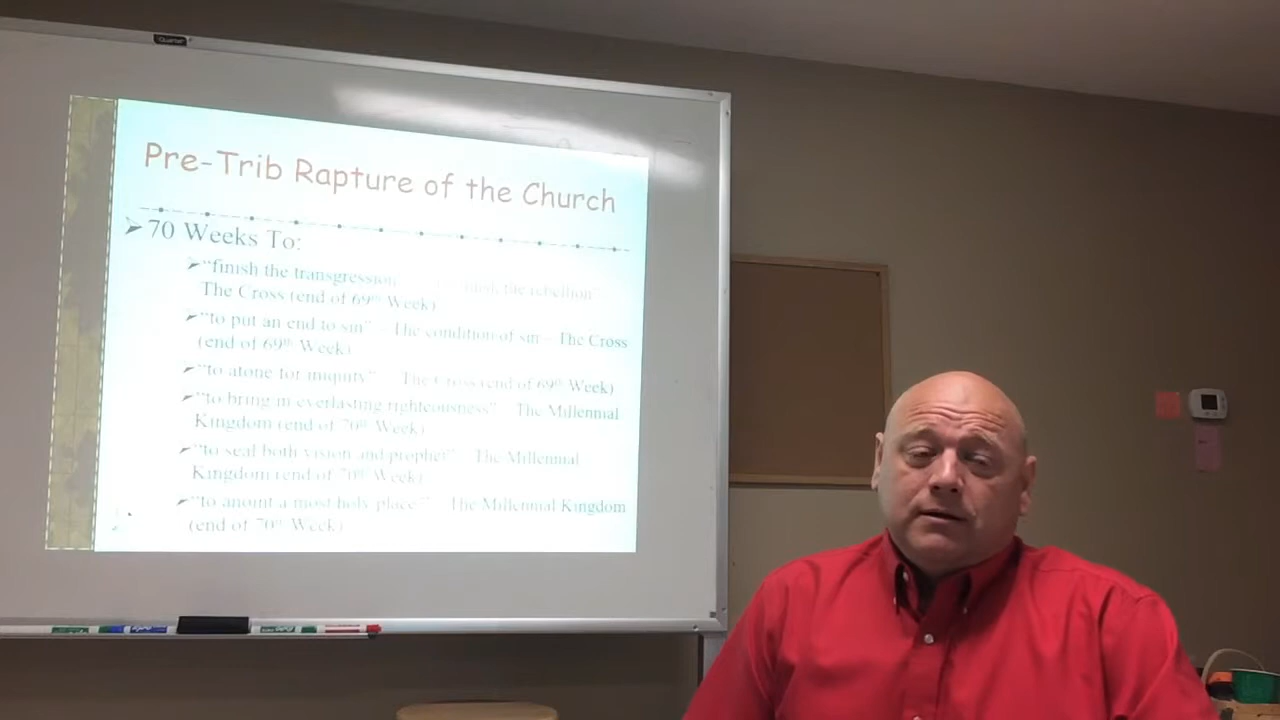 Quartet
Pre-Trib Rapture of the Church
70 Weeks To:
"finish the transgression the rebellion"
The Cross (end of 69th Week)
"to put an end to sin" – The condition of sin – The Cross
(end of 69th Week)
"to atone for iniquity" The Cross (end of 69th Week)
"to bring in everlasting righteousness" The Millennial
Kingdom (end of 70th Week)
"to seal both vision and prophet" The Millennial
Kingdom (end of 70th Week)
"to anoint a most holy place" The Millennial Kingdom
(end of 70th Week)